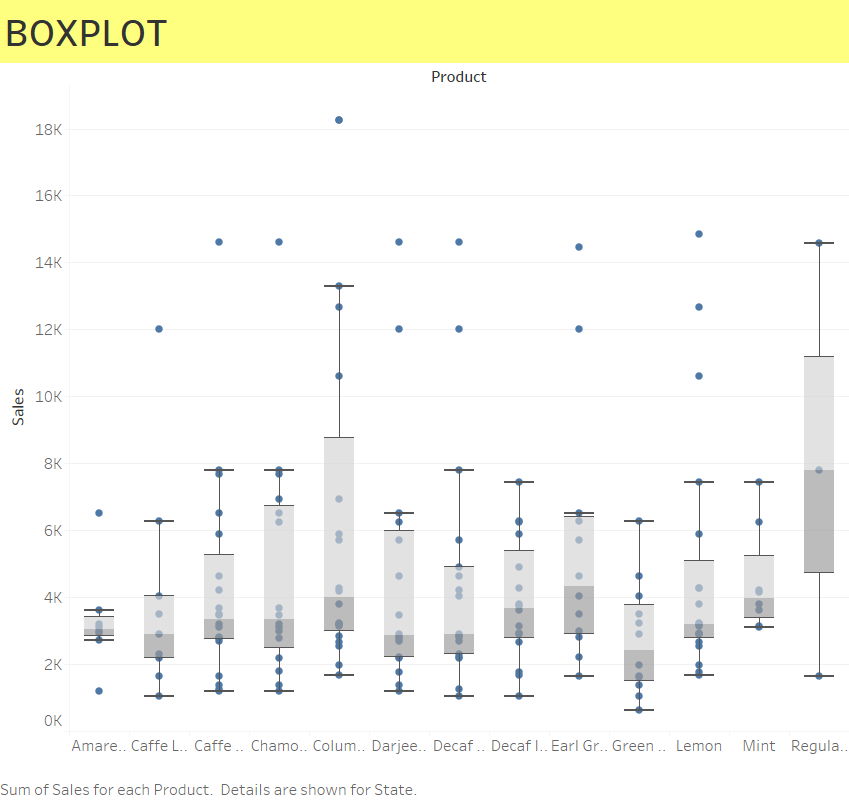 BOXPLOT
Product
18K
16K
14K
12K
10K
8K
6K
4K
2K
0K
Sales
Amare.. Caffe L.. Caffe .. Chamo.. Colum.. Darjee.. Decaf .. Decaf I.. Earl Gr.. Green .. Lemon Mint Regula..
Sum of Sales for each Product. Details are shown for State.